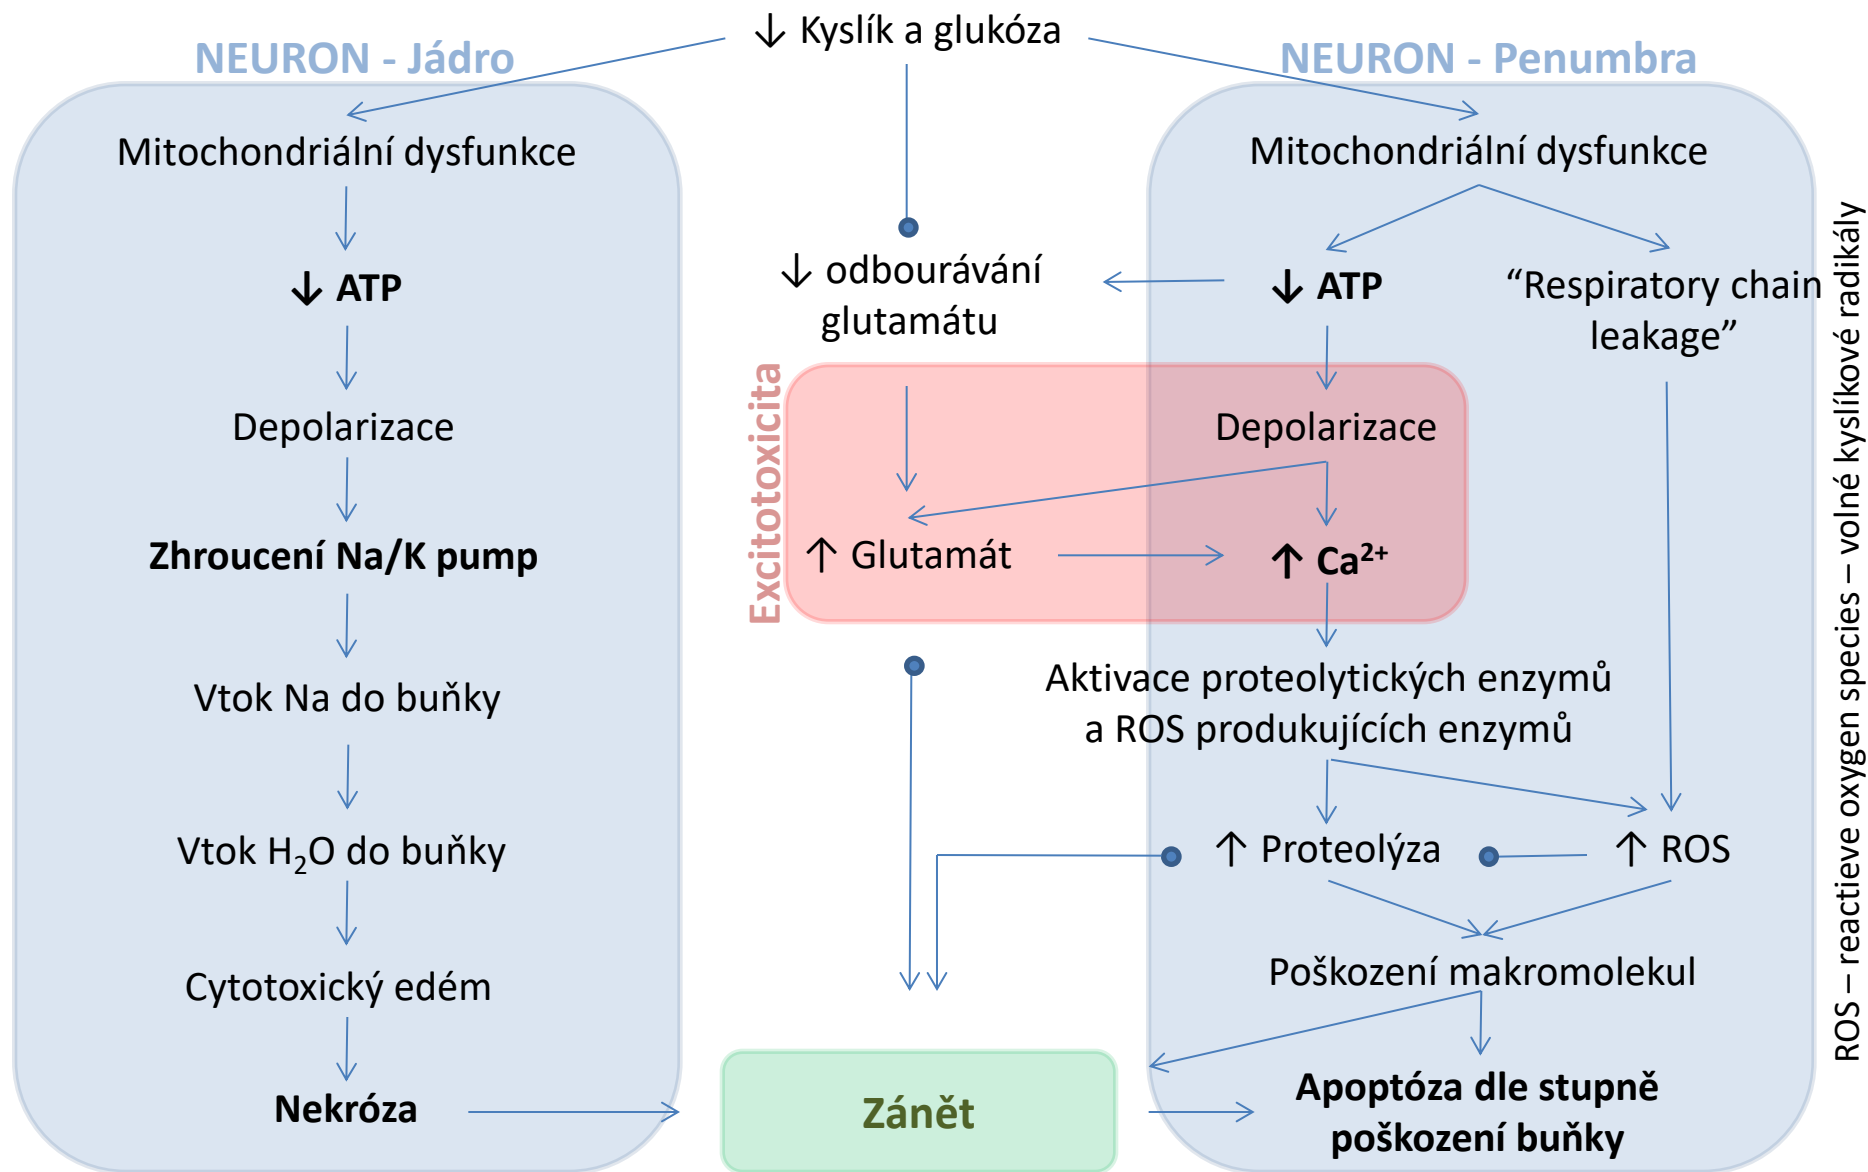 ↓ Kyslík a glukóza
NEURON - Jádro
Mitochondriální dysfunkce
↓ ATP
Depolarizace
Zhroucení Na/K pump
Vtok Na do buňky
Vtok H₂O do buňky
Cytotoxický edém
Nekróza
↓ odbourávání
glutamátu
Excitotoxicita
↑ Glutamát
Zánět
NEURON - Penumbra
Mitochondriální dysfunkce
↓ ATP
“Respiratory chain
leakage”
Depolarizace
↑ Ca²⁺
Aktivace proteolytických enzymů
a ROS produkujících enzymů
↑ Proteolýza
↑ ROS
Poškození makromolekul
Apoptóza dle stupně
poškození buňky
ROS – reactieve oxygen species – volné kyslíkové radikály